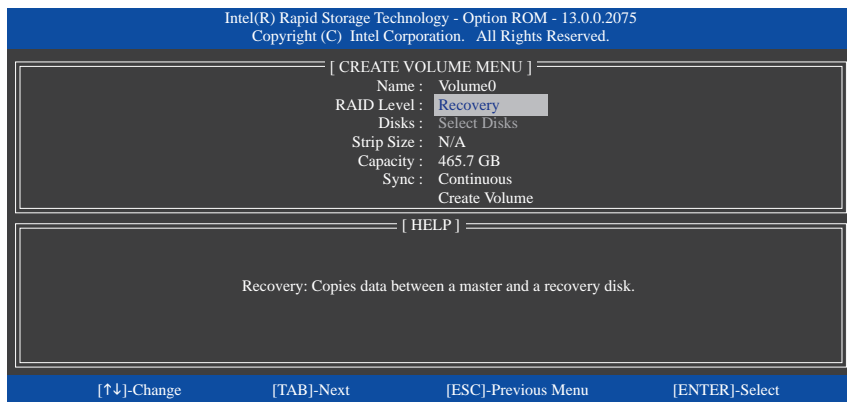 Intel(R) Rapid Storage Technology - Option ROM - 13.0.0.2075
Copyright (C) Intel Corporation. All Rights Reserved.
[ CREATE VOLUME MENU ]
Name : Volume0
RAID Level : Recovery
Disks : Select Disks
Strip Size : N/A
Capacity : 465.7 GB
Sync : Continuous
Create Volume
[ HELP ]
Recovery: Copies data between a master and a recovery disk.
[↑↓]-Change [TAB]-Next [ESC]-Previous Menu [ENTER]-Select